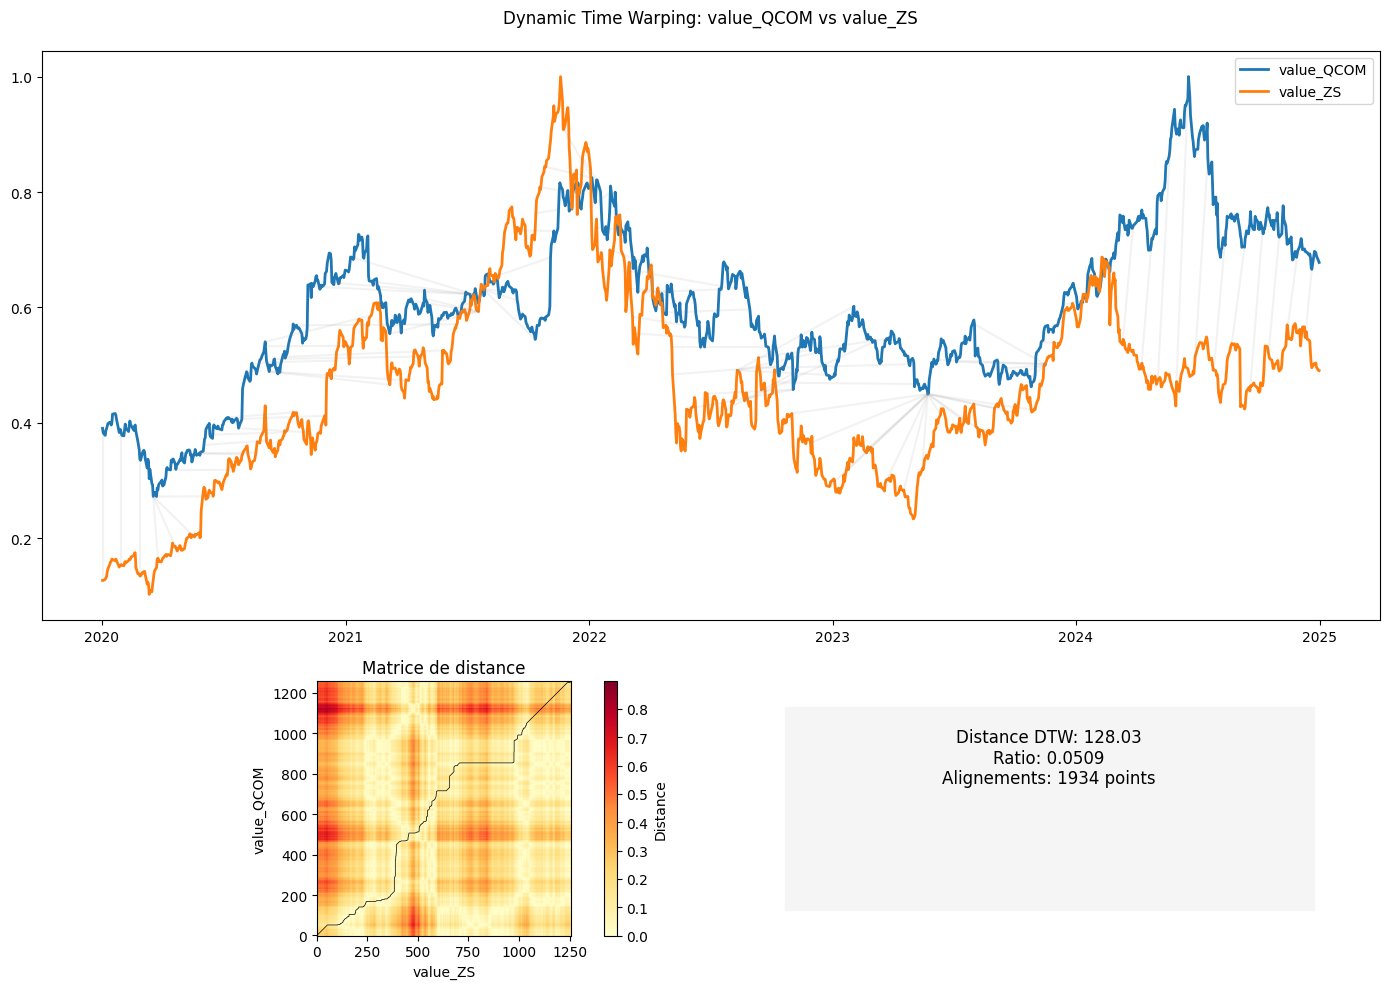 Dynamic Time Warping: value_QCOM vs value_ZS
value_QCOM
value_ZS
1.0
0.8
0.6
0.4
0.2
2020 2021 2022 2023 2024 2025
Matrice de distance
value_QCOM
1200
1000
800
600
400
200
0
0 250 500 750 1000 1250
value_ZS
0.8
0.7
0.6
0.5
0.4
0.3
0.2
0.1
0.0
Distance
Distance DTW: 128.03
Ratio: 0.0509
Alignements: 1934 points